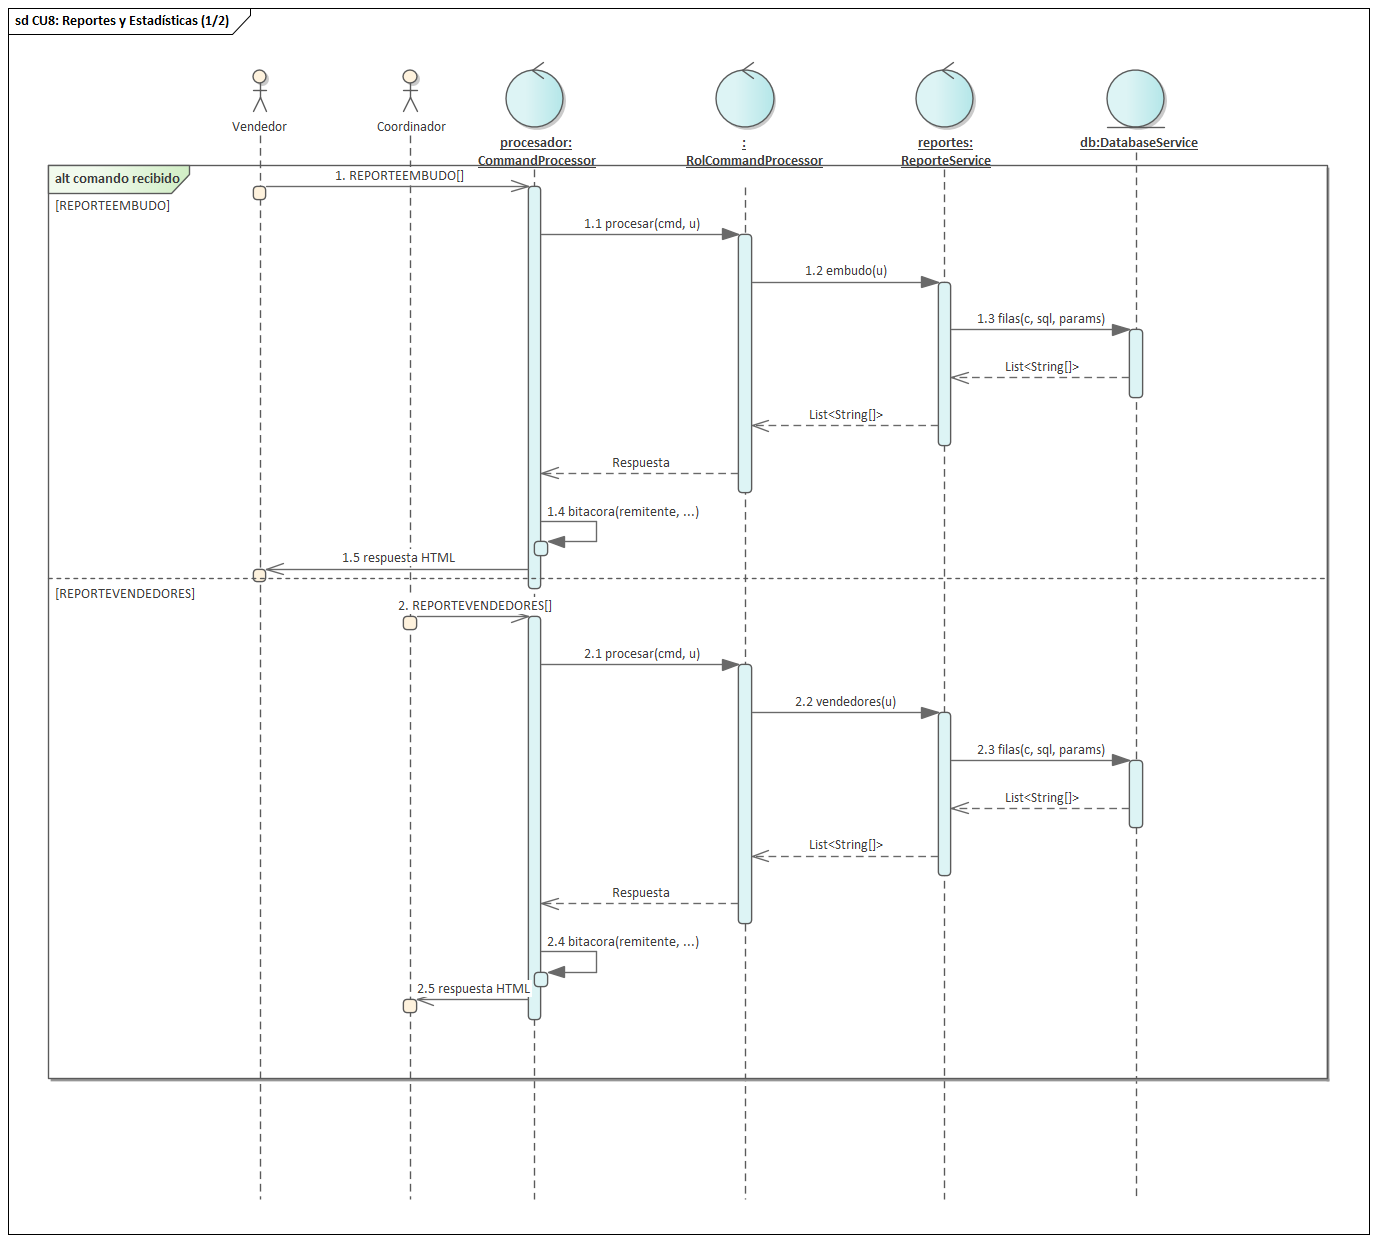 sd CU8: Reportes y Estadísticas (1/2)
Vendedor
Coordinador
procesador:
CommandProcessor
:
RolCommandProcessor
reportes:
ReporteService
db:DatabaseService
alt comando recibido
[REPORTEEMBUDO]
1. REPORTEEMBUDO[]
1.1 procesar(cmd, u)
1.2 embudo(u)
1.3 filas(c, sql, params)
List<String[]>
List<String[]>
Respuesta
1.4 bitacora(remitente, ...)
1.5 respuesta HTML
[REPORTEVENDEDORES]
2. REPORTEVENDEDORES[]
2.1 procesar(cmd, u)
2.2 vendedores(u)
2.3 filas(c, sql, params)
List<String[]>
List<String[]>
Respuesta
2.4 bitacora(remitente, ...)
2.5 respuesta HTML